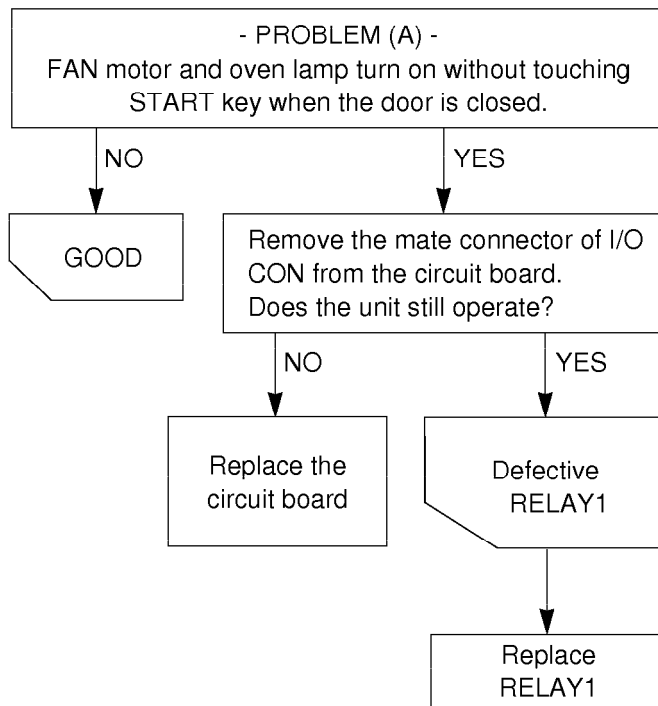 - PROBLEM (A) -
FAN motor and oven lamp turn on without touching
START key when the door is closed.
NO
YES
GOOD
Remove the mate connector of I/O
CON from the circuit board.
Does the unit still operate?
NO
YES
Replace the
circuit board
Defective
RELAY1
Replace
RELAY1